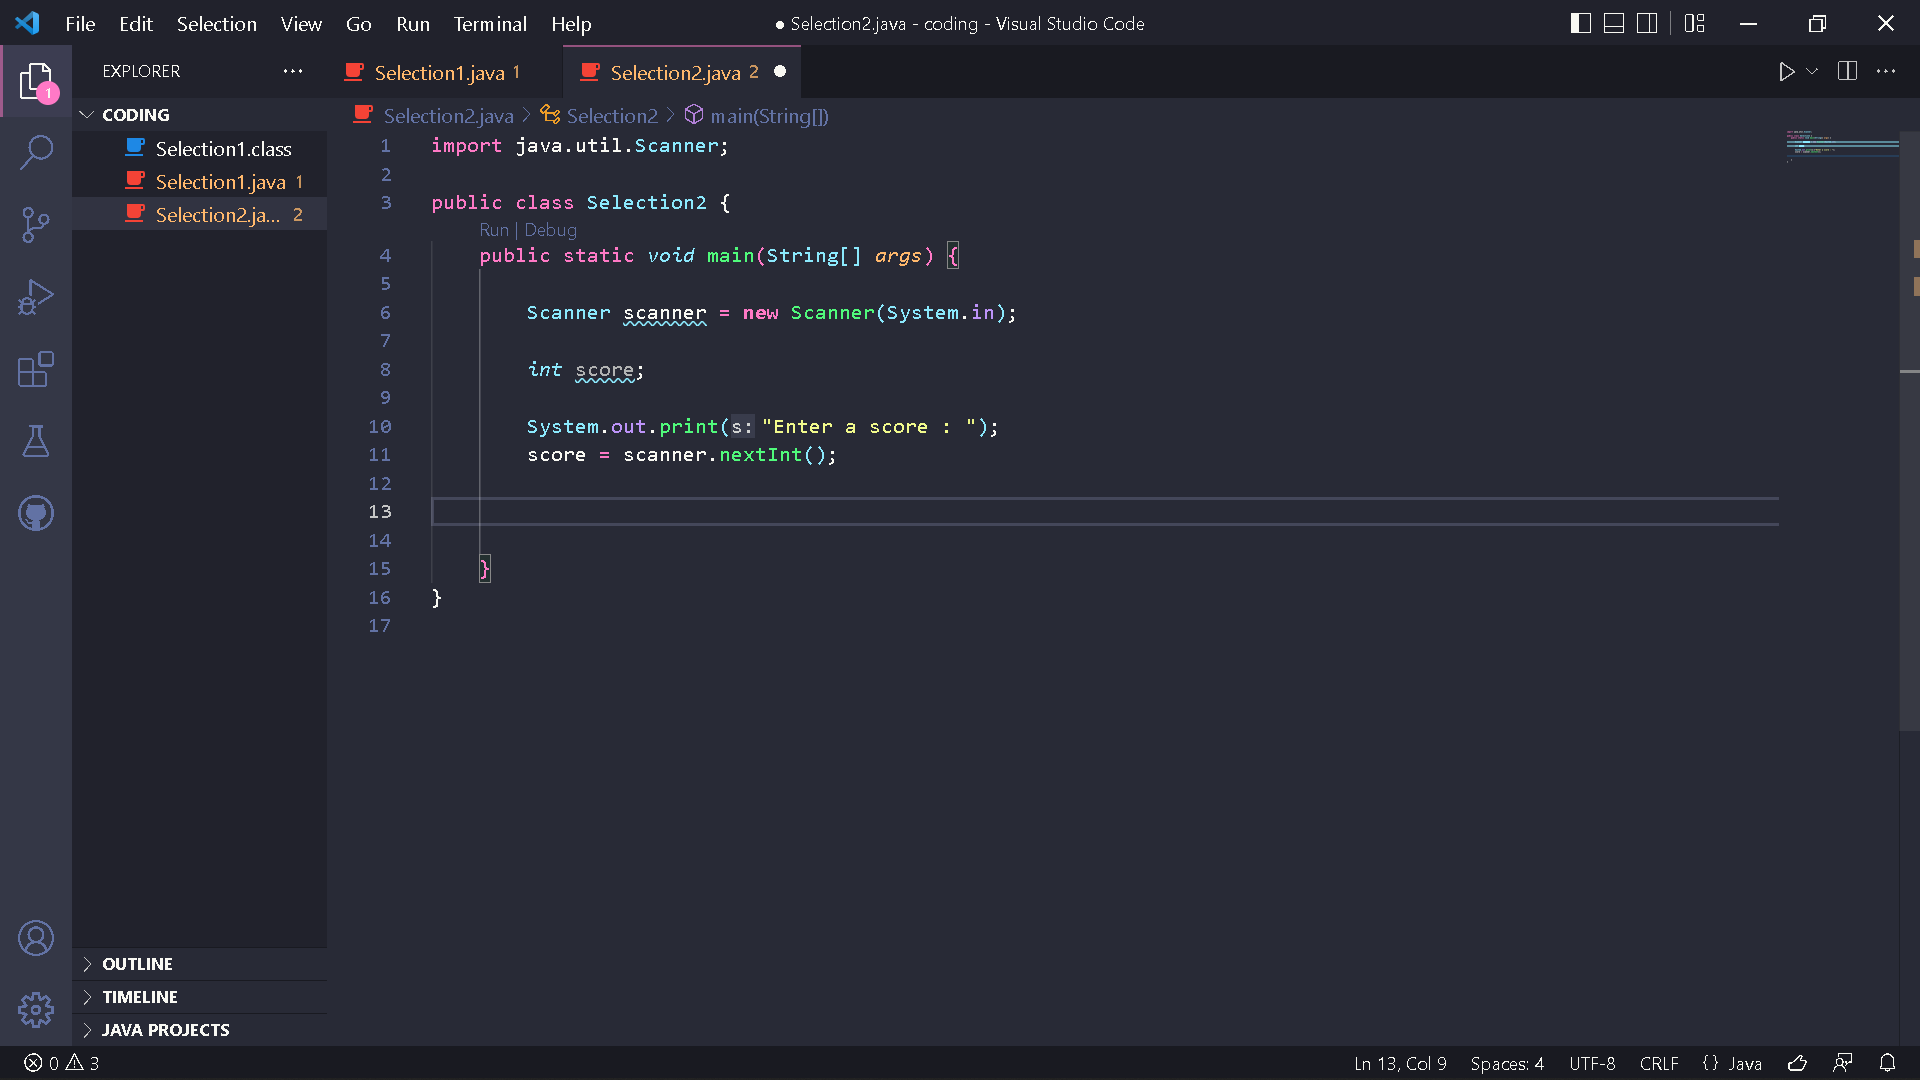 File Edit Selection View Go Run Terminal Help
● Selection2.java - coding - Visual Studio Code
EXPLORER ...
1
CODING
Selection1.class
Selection1.java 1
Selection2.ja... 2
OUTLINE
TIMELINE
JAVA PROJECTS
Selection1.java 1
Selection2.java 2 ●
Selection2.java > Selection2 > main(String[])
1 import java.util.Scanner;
2
3 public class Selection2 {
Run | Debug
4 public static void main(String[] args) {
5
6 Scanner scanner = new Scanner(System.in);
7
8 int score;
9
10 System.out.print(s: "Enter a score : ");
11 score = scanner.nextInt();
12
13
14
15 }
16 }
17
0 3
Ln 13, Col 9 Spaces: 4 UTF-8 CRLF {} Java